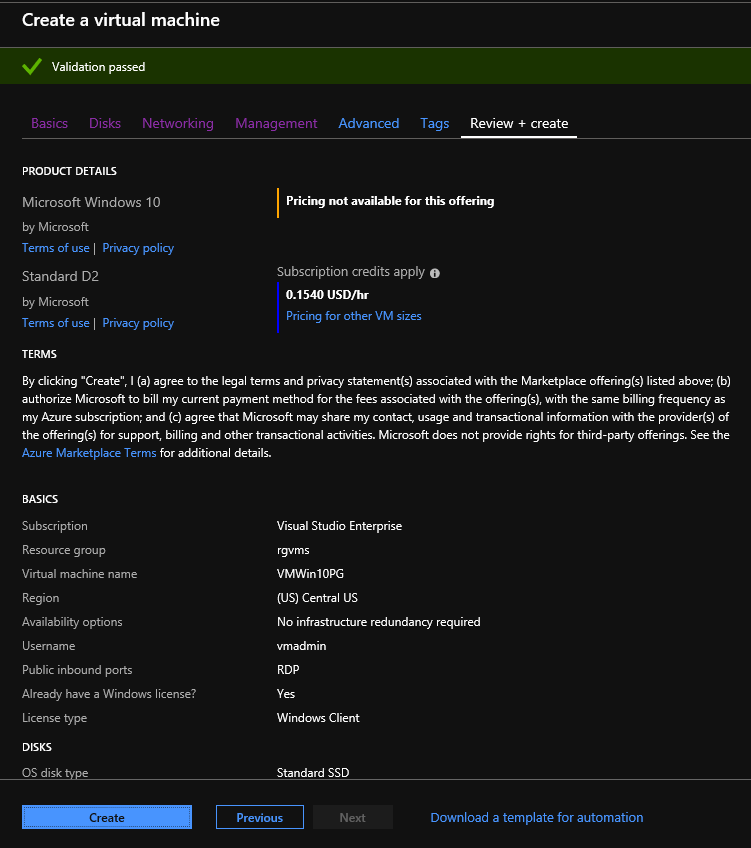 Create a virtual machine
Validation passed
Basics Disks Networking Management Advanced Tags Review + create
PRODUCT DETAILS
Microsoft Windows 10
by Microsoft
Terms of use | Privacy policy
Pricing not available for this offering
Standard D2
by Microsoft
Terms of use | Privacy policy
Subscription credits apply
0.1540 USD/hr
Pricing for other VM sizes
TERMS
By clicking "Create", I (a) agree to the legal terms and privacy statement(s) associated with the Marketplace offering(s) listed above; (b)
authorize Microsoft to bill my current payment method for the fees associated with the offering(s), with the same billing frequency as
my Azure subscription; and (c) agree that Microsoft may share my contact, usage and transactional information with the provider(s) of
the offering(s) for support, billing and other transactional activities. Microsoft does not provide rights for third-party offerings. See the
Azure Marketplace Terms for additional details.
BASICS
Subscription Visual Studio Enterprise
Resource group rgvms
Virtual machine name VMWin10PG
Region (US) Central US
Availability options No infrastructure redundancy required
Username vmadmin
Public inbound ports RDP
Already have a Windows license? Yes
License type Windows Client
DISKS
OS disk type Standard SSD
Create Previous Next Download a template for automation